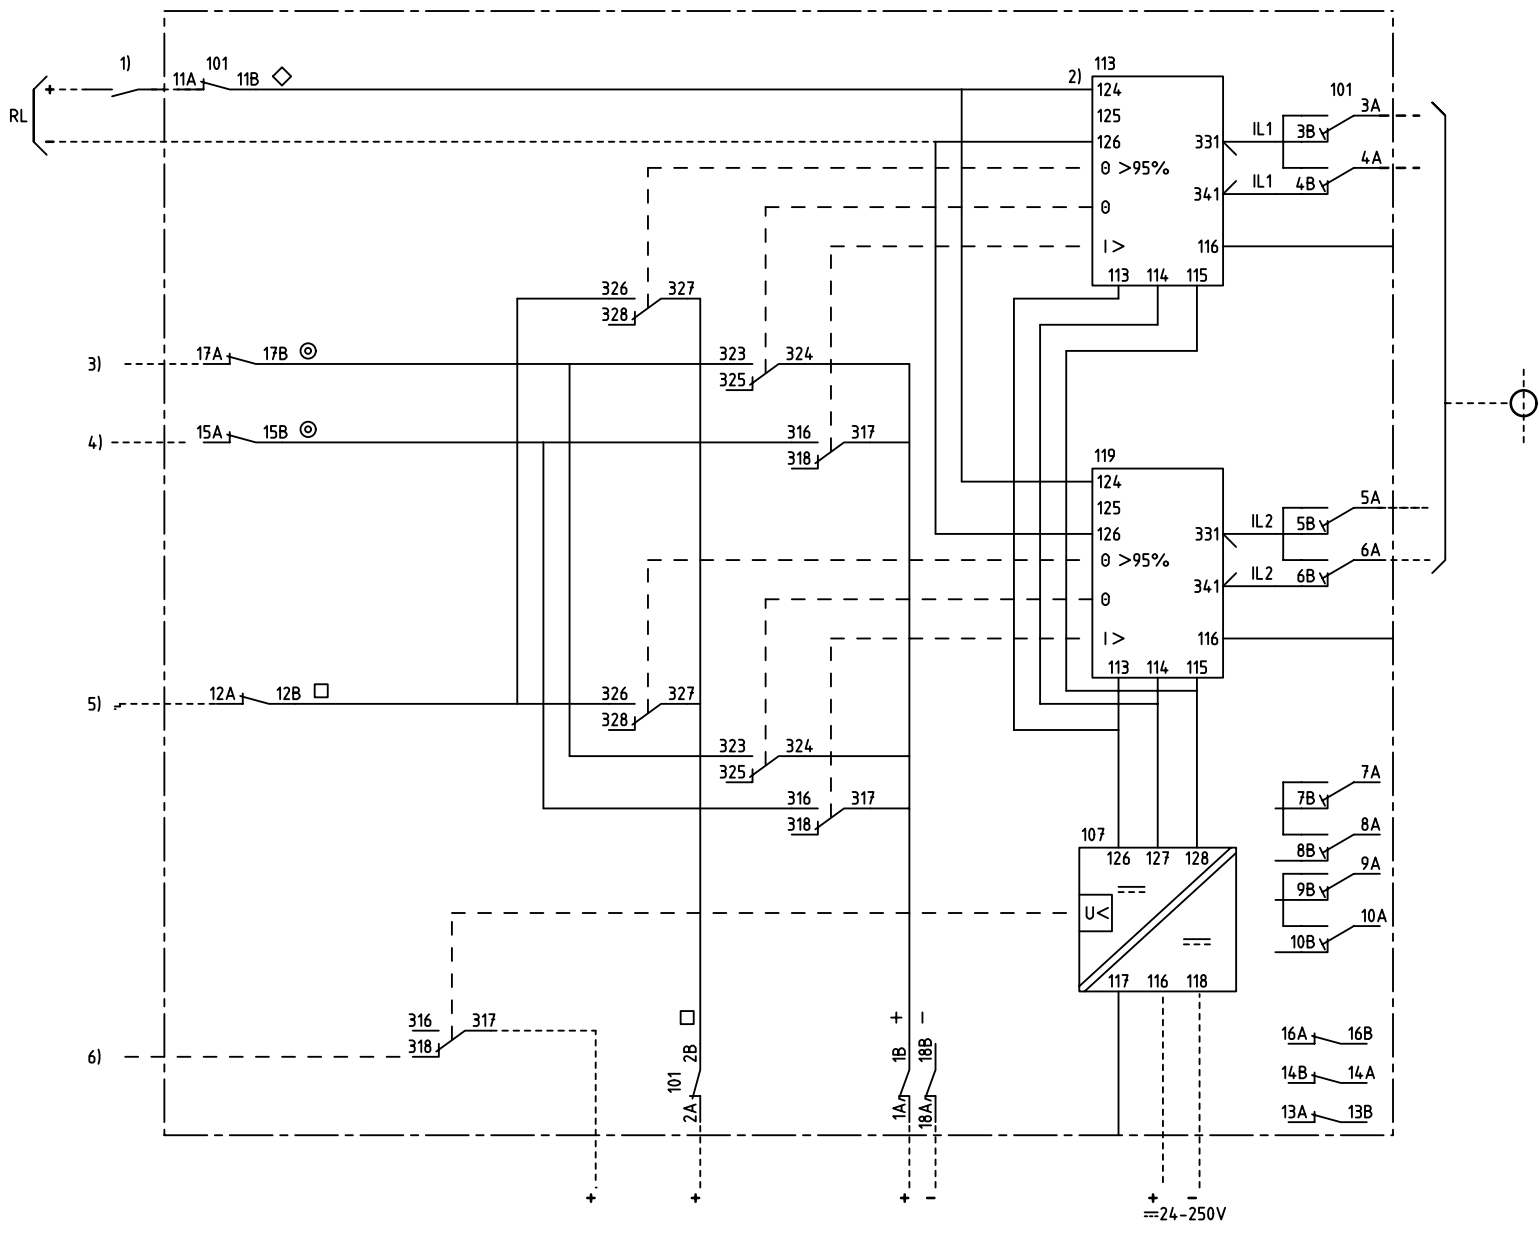 1)
101
11A
11B
RL
+
−
2)
113
124
125
126
θ >95%
θ
I >
331
341
116
113
114
115
IL1
IL1
101
3A
3B
4A
4B
326
327
328
3)
17A
17B
323
324
325
4)
15A
15B
316
317
318
119
124
125
126
θ >95%
θ
I >
331
341
116
113
114
115
IL2
IL2
5A
5B
6A
6B
5)
12A
12B
326
327
328
323
324
325
316
317
318
7A
7B
8A
8B
9A
9B
10A
10B
107
126
127
128
U<
117
116
118
6)
316
317
318
101
2B
2A
+
−
1B
1A
18B
18A
16A
16B
14B
14A
13A
13B
+
+
+
−
+
−
24-250V